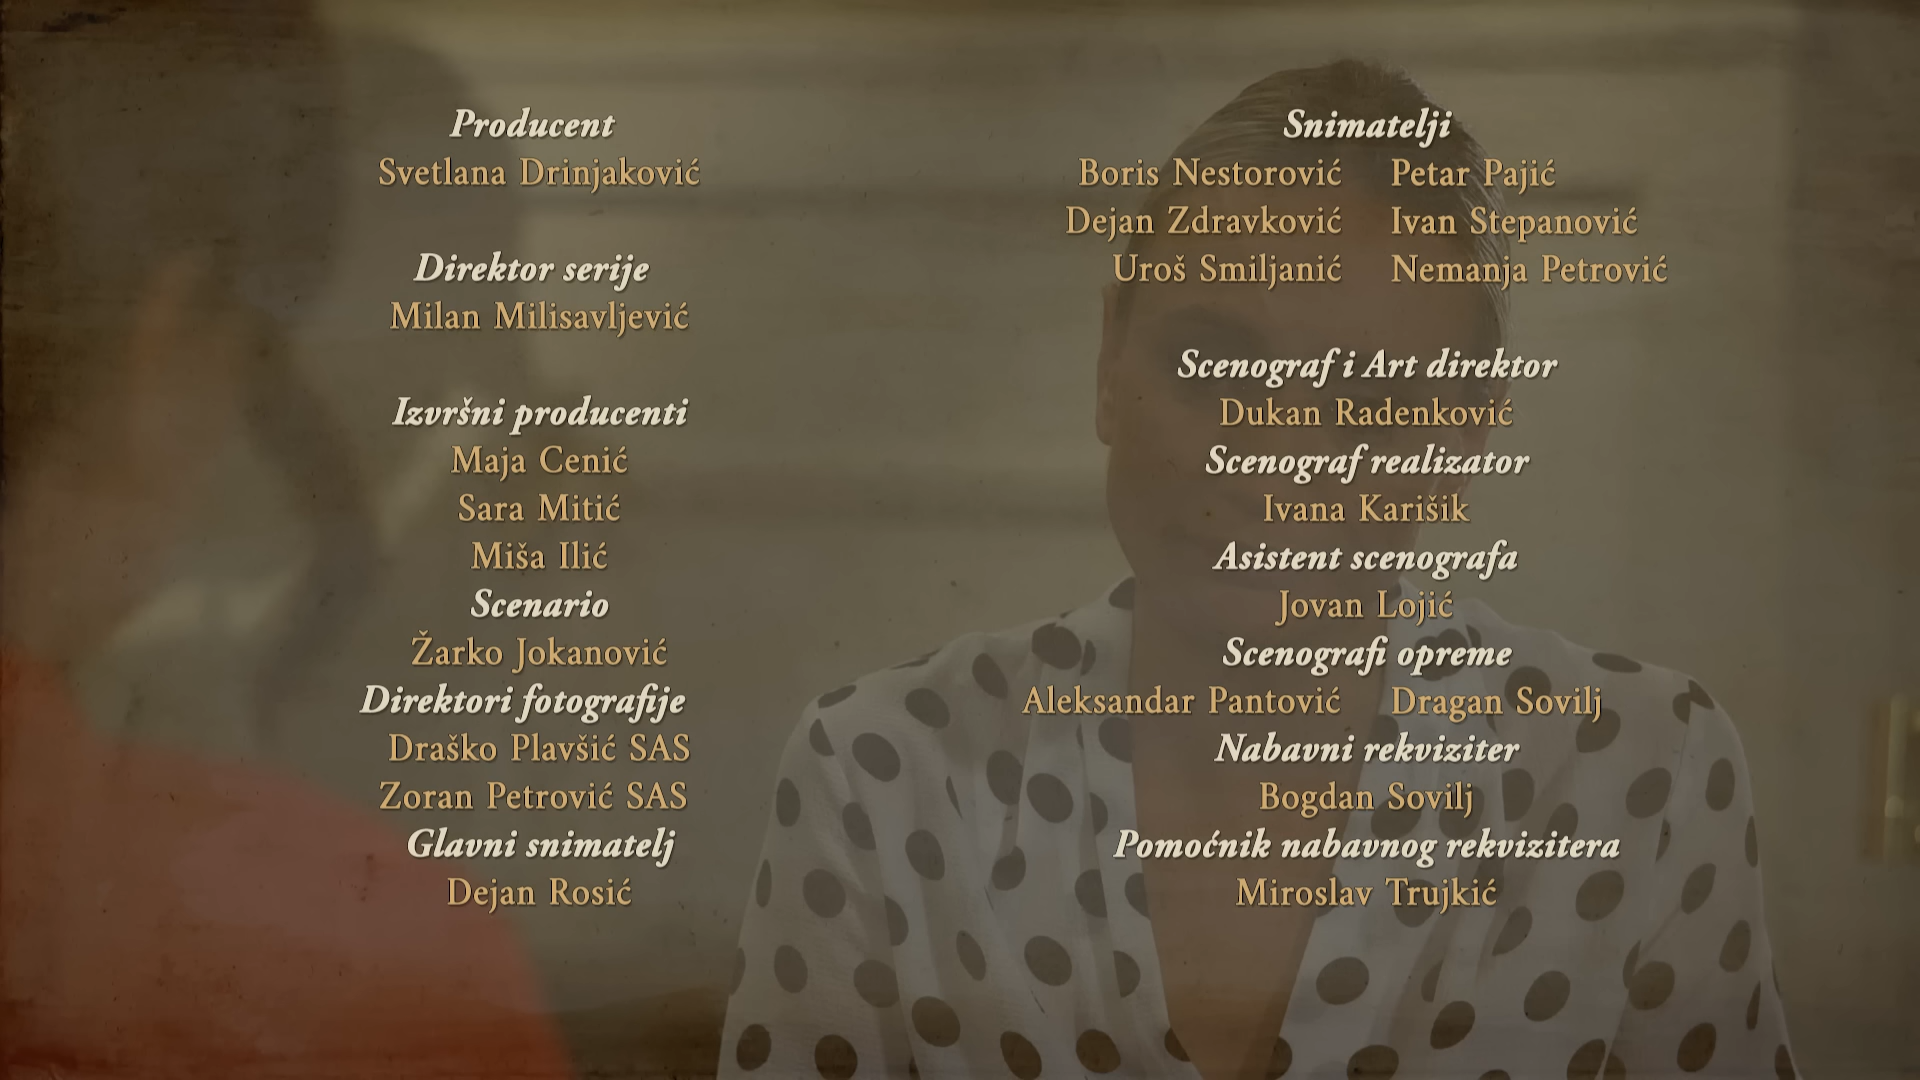 Producent
Svetlana Drinjaković
Direktor serije
Milan Milisavljević
Izvršni producenti
Maja Cenić
Sara Mitić
Miša Ilić
Scenario
Žarko Jokanović
Direktori fotografije
Draško Plavšić SAS
Zoran Petrović SAS
Glavni snimatelj
Dejan Rosić
Snimatelji
Boris Nestorović Petar Pajić
Dejan Zdravković Ivan Stepanović
Uroš Smiljanić Nemanja Petrović
Scenograf i Art direktor
Dukan Radenković
Scenograf realizator
Ivana Karišik
Asistent scenografa
Jovan Lojić
Scenografi opreme
Aleksandar Pantović Dragan Sovilj
Nabavni rekviziter
Bogdan Sovilj
Pomoćnik nabavnog rekvizitera
Miroslav Trujkić